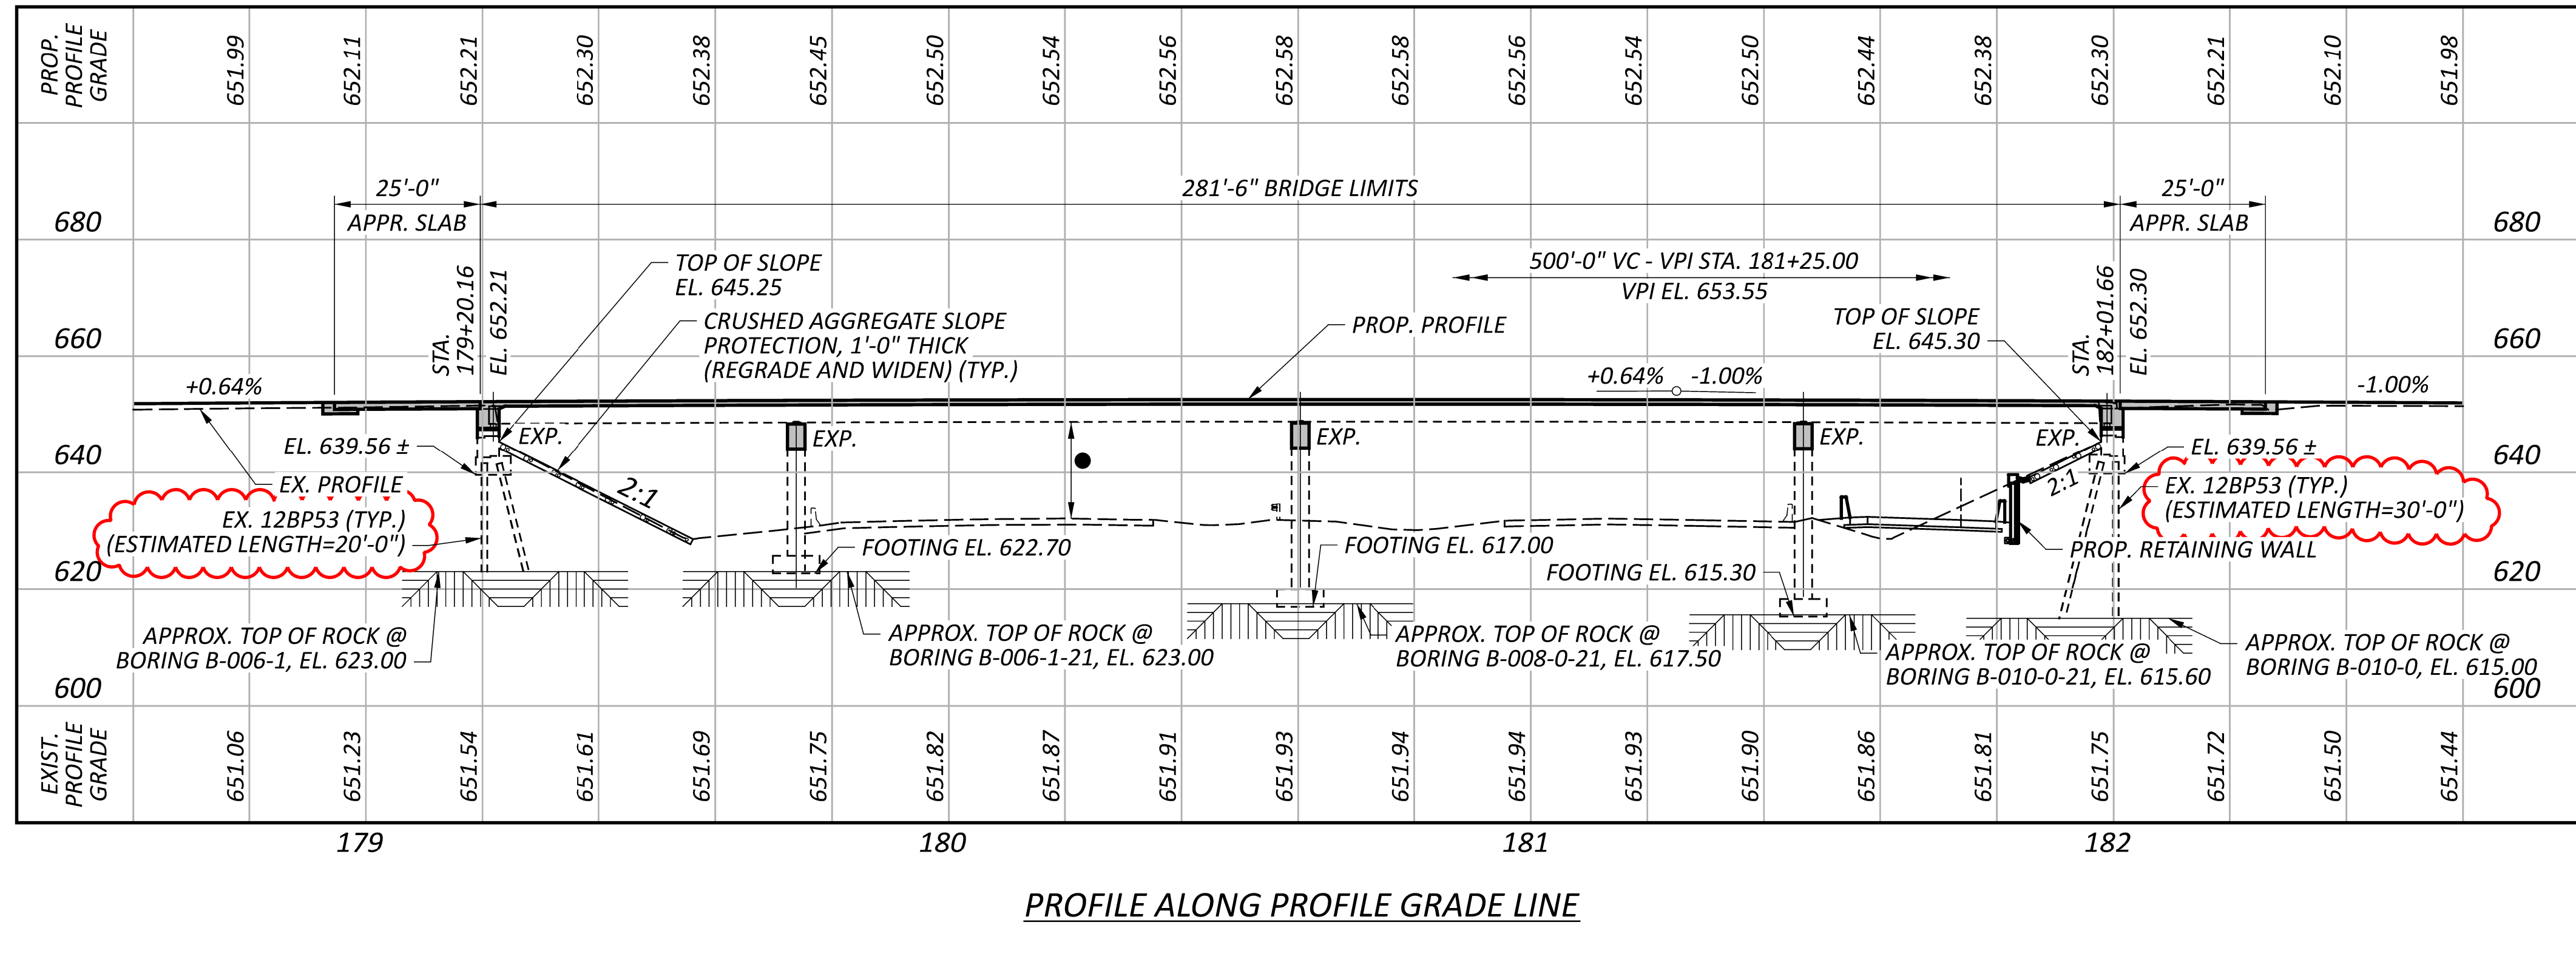 PROP.
PROFILE
GRADE
651.99
652.11
652.21
652.30
652.38
652.45
652.50
652.54
652.56
652.58
652.58
652.56
652.54
652.50
652.44
652.38
652.30
652.21
652.10
651.98
25'-0"
APPR. SLAB
281'-6" BRIDGE LIMITS
25'-0"
APPR. SLAB
680
680
500'-0" VC - VPI STA. 181+25.00
VPI EL. 653.55
STA.
179+20.16
EL. 652.21
TOP OF SLOPE
EL. 645.25
CRUSHED AGGREGATE SLOPE
PROTECTION, 1'-0" THICK
(REGRADE AND WIDEN) (TYP.)
PROP. PROFILE
TOP OF SLOPE
EL. 645.30
STA.
182+01.66
EL. 652.30
660
660
+0.64%
+0.64%
-1.00%
-1.00%
EXP.
EXP.
EXP.
EXP.
EXP.
EL. 639.56 ±
EL. 639.56 ±
640
640
EX. PROFILE
2:1
2:1
EX. 12BP53 (TYP.)
(ESTIMATED LENGTH=20'-0")
EX. 12BP53 (TYP.)
(ESTIMATED LENGTH=30'-0")
FOOTING EL. 622.70
FOOTING EL. 617.00
FOOTING EL. 615.30
PROP. RETAINING WALL
620
620
APPROX. TOP OF ROCK @
BORING B-006-1, EL. 623.00
APPROX. TOP OF ROCK @
BORING B-006-1-21, EL. 623.00
APPROX. TOP OF ROCK @
BORING B-008-0-21, EL. 617.50
APPROX. TOP OF ROCK @
BORING B-010-0-21, EL. 615.60
APPROX. TOP OF ROCK @
BORING B-010-0, EL. 615.00
600
600
EXIST.
PROFILE
GRADE
651.06
651.23
651.54
651.61
651.69
651.75
651.82
651.87
651.91
651.93
651.94
651.94
651.93
651.90
651.86
651.81
651.75
651.72
651.50
651.44
179
180
181
182
PROFILE ALONG PROFILE GRADE LINE